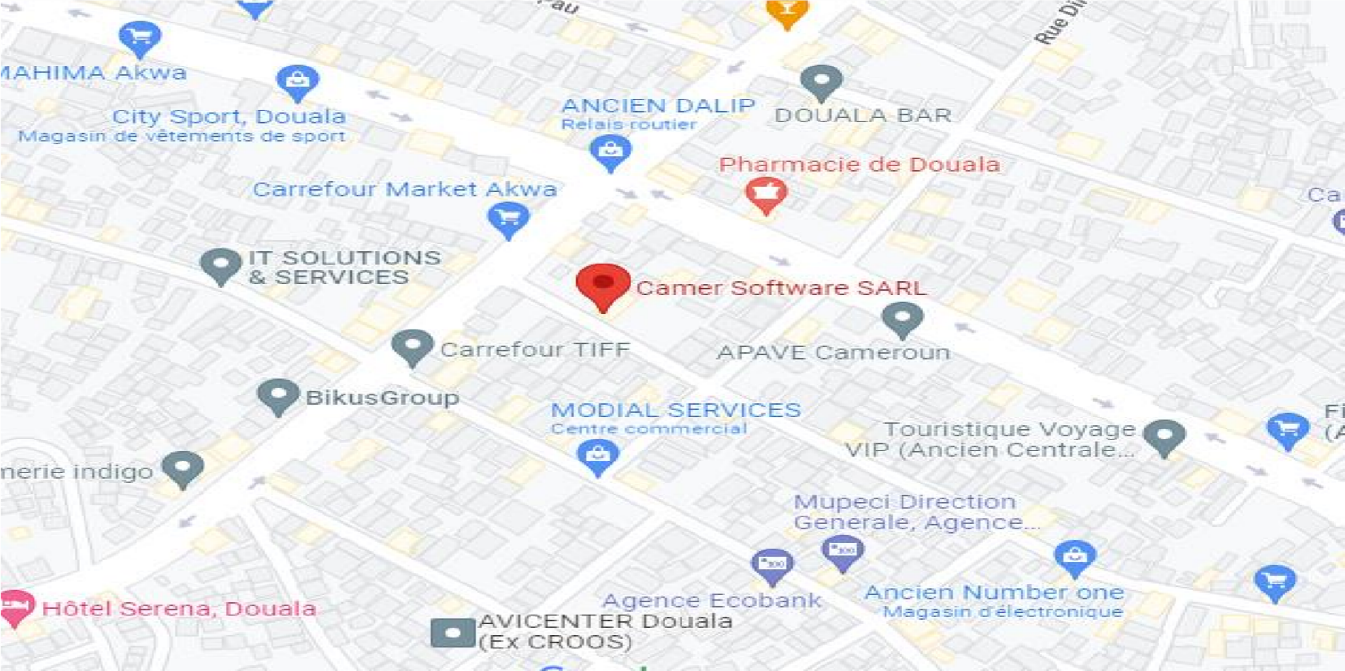 Rue
MAHIMA Akwa
City Sport, Douala
Magasin de vêtements de sport
ANCIEN DALIP
Relais routier
DOUALA BAR
Pharmacie de Douala
Carrefour Market Akwa
IT SOLUTIONS
& SERVICES
Camer Software SARL
Carrefour TIFF
APAVE Cameroun
BikusGroup
MODIAL SERVICES
Centre commercial
Touristique Voyage
VIP (Ancien Centrale...
indigo
Mupeci Direction
Generale, Agence...
Agence Ecobank
Ancien Number one
Magasin d'électronique
Hôtel Serena, Douala
AVICENTER Douala
(Ex CROOS)